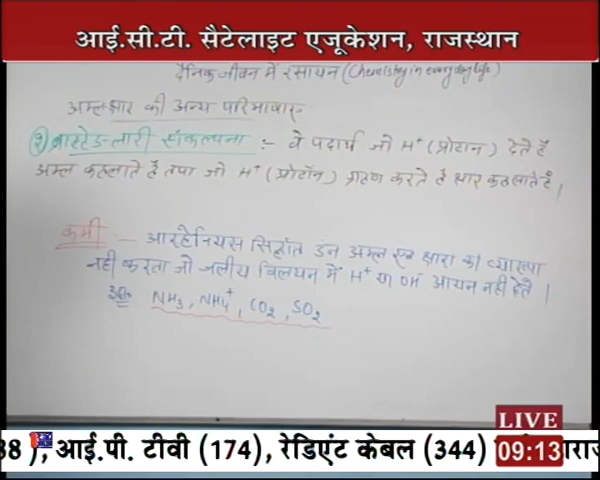 आई.सी.टी. सैटेलाइट एजूकेशन, राजस्थान
दैनिक जीवन में रसायन (Chemistry in everyday life)
अम्ल-क्षार की अन्य परिभाषाएं
२) ब्रास्टेड-लारी संकल्पना :- वे पदार्थ जो H⁺ (प्रोटान) देते हैं
अम्ल कहलाते हैं तथा जो H⁺ (प्रोटॉन) ग्रहण करते हैं क्षार कहलाते हैं।
कमी :- आरहेनियस सिद्धांत उन अम्ल एवं क्षारों की व्याख्या
नहीं करता जो जलीय विलयन में H⁺ या OH⁻ आयन नहीं देते।
उदा. NH₃, NH₄⁺, CO₂, SO₂
LIVE
38 ), आई.पी. टीवी (174), रेडिएंट केबल (344)
09:13